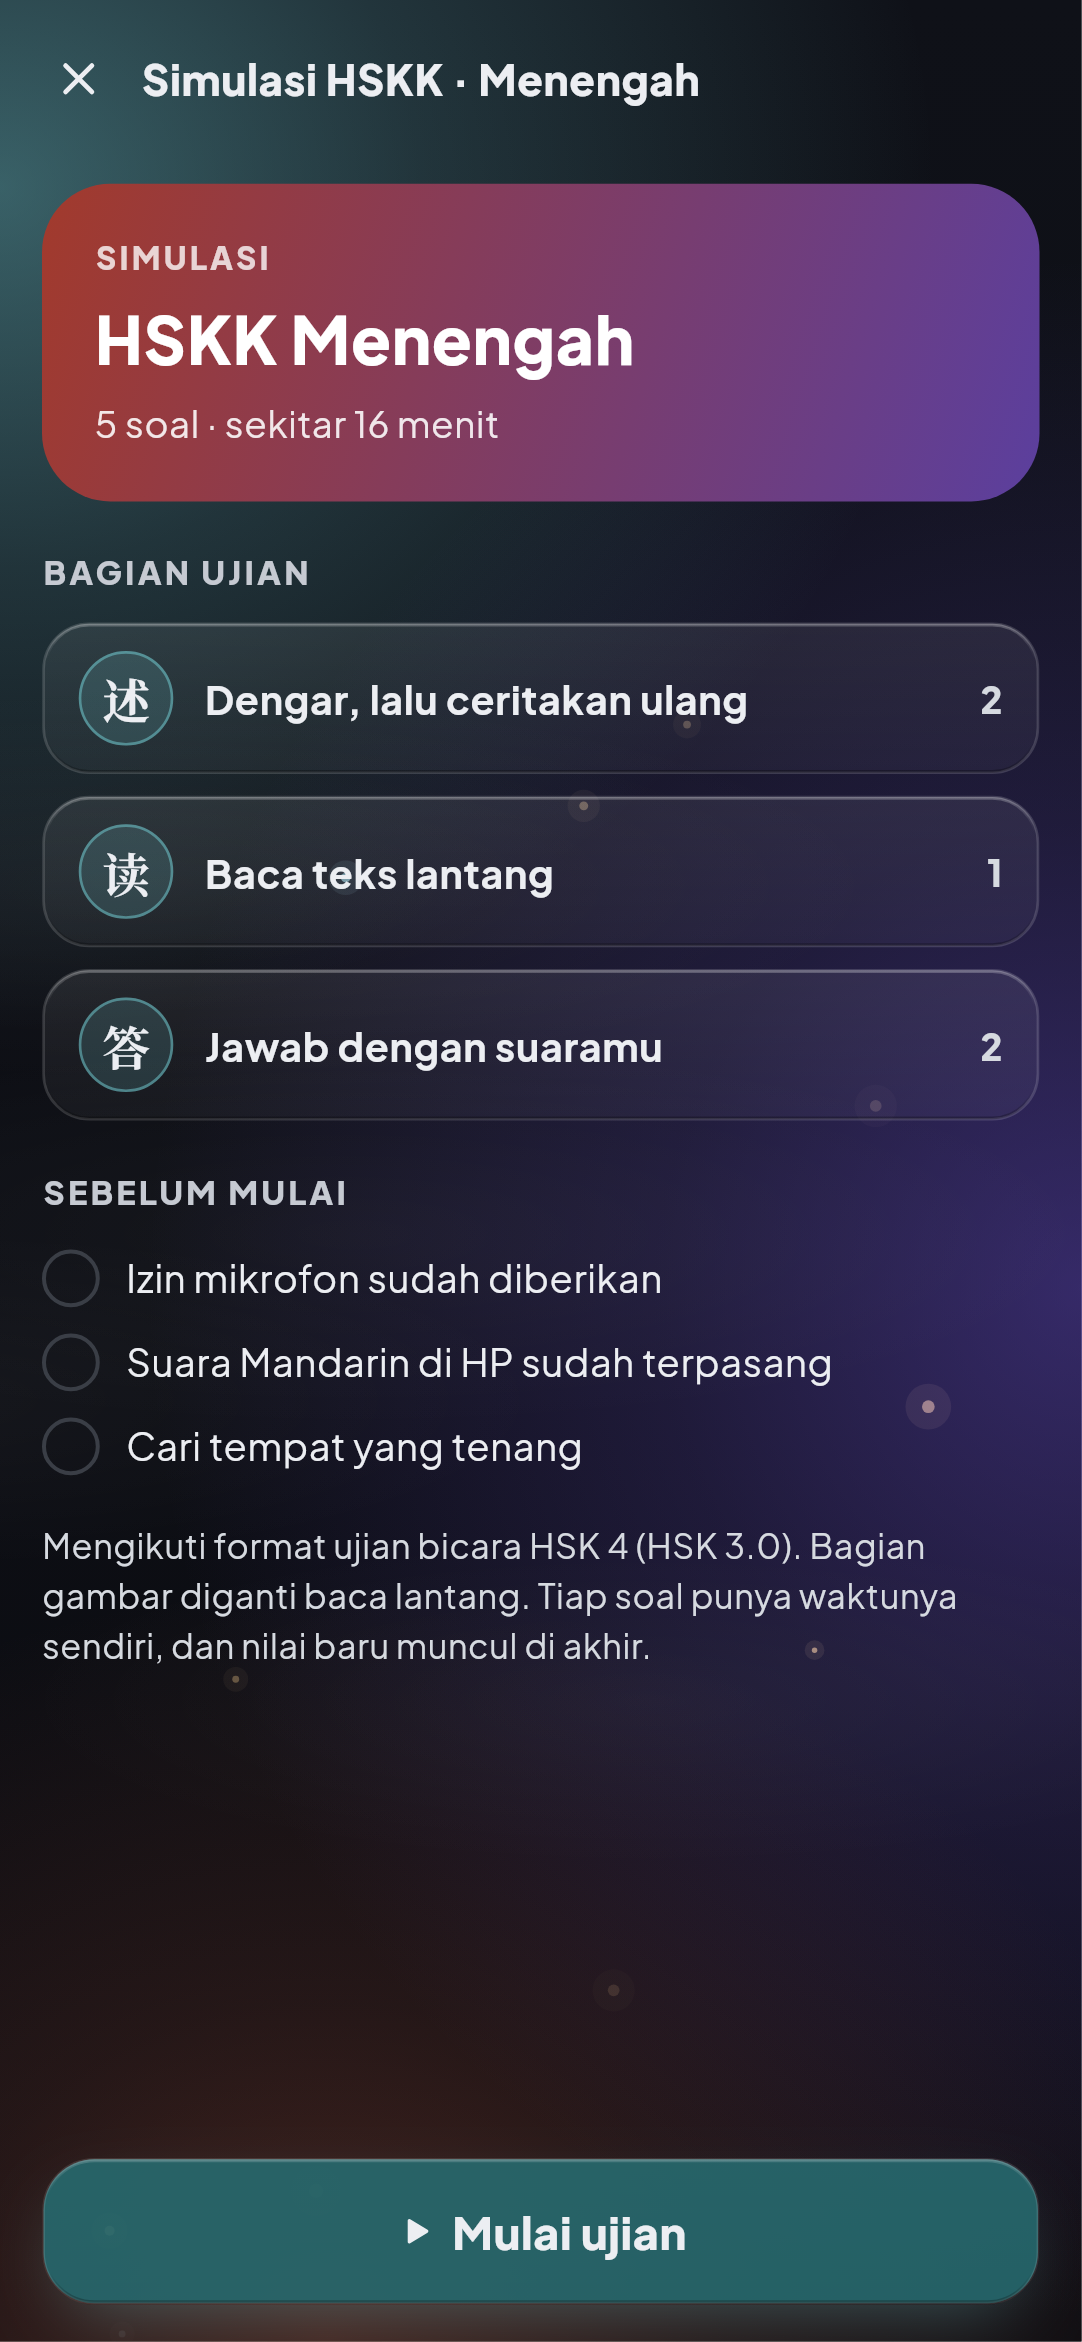 Simulasi HSKK · Menengah
SIMULASI
HSKK Menengah
5 soal · sekitar 16 menit
BAGIAN UJIAN
述 Dengar, lalu ceritakan ulang 2
读 Baca teks lantang 1
答 Jawab dengan suaramu 2
SEBELUM MULAI
Izin mikrofon sudah diberikan
Suara Mandarin di HP sudah terpasang
Cari tempat yang tenang
Mengikuti format ujian bicara HSK 4 (HSK 3.0). Bagian
gambar diganti baca lantang. Tiap soal punya waktunya
sendiri, dan nilai baru muncul di akhir.
Mulai ujian